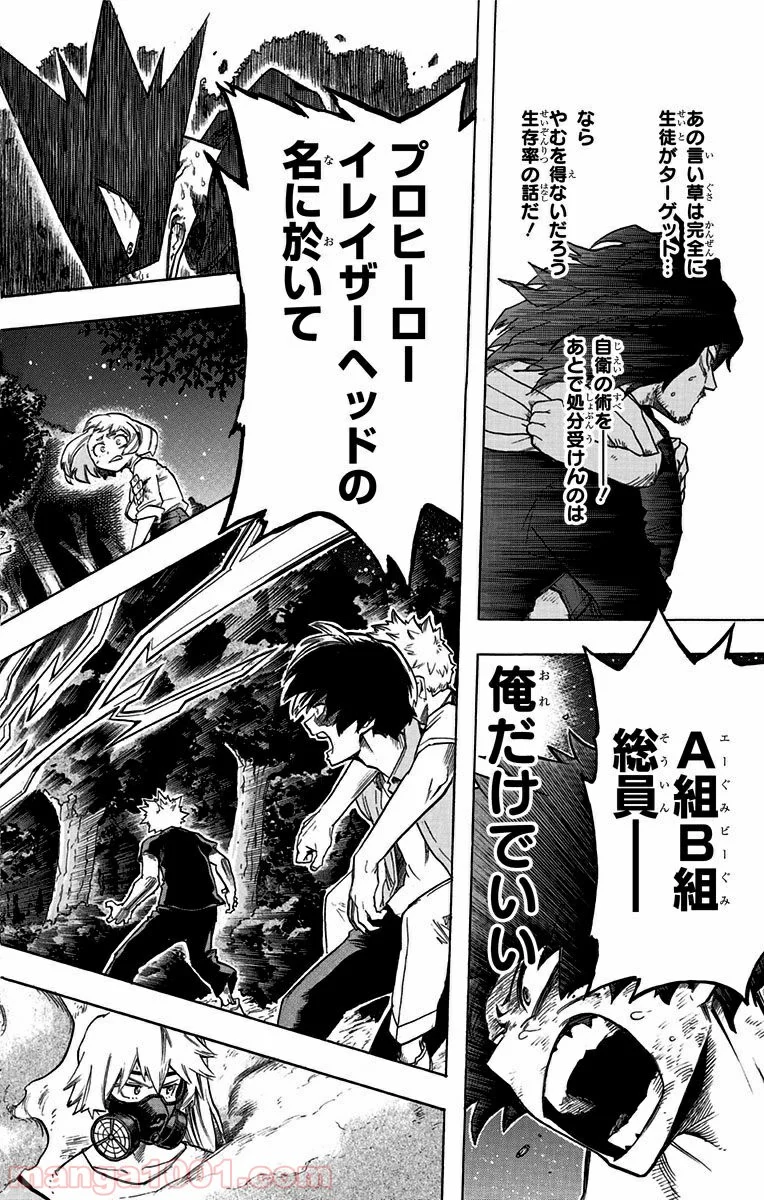 あの言い草は完全に
生徒がターゲット…
なら
やむを得ないだろう
生存率の話だ！
自衛の術を――！
あとで処分受けんのは
俺だけでいい
A組B組
総員――
プロヒーロー
イレイザーヘッドの
名に於いて
manga1001.com